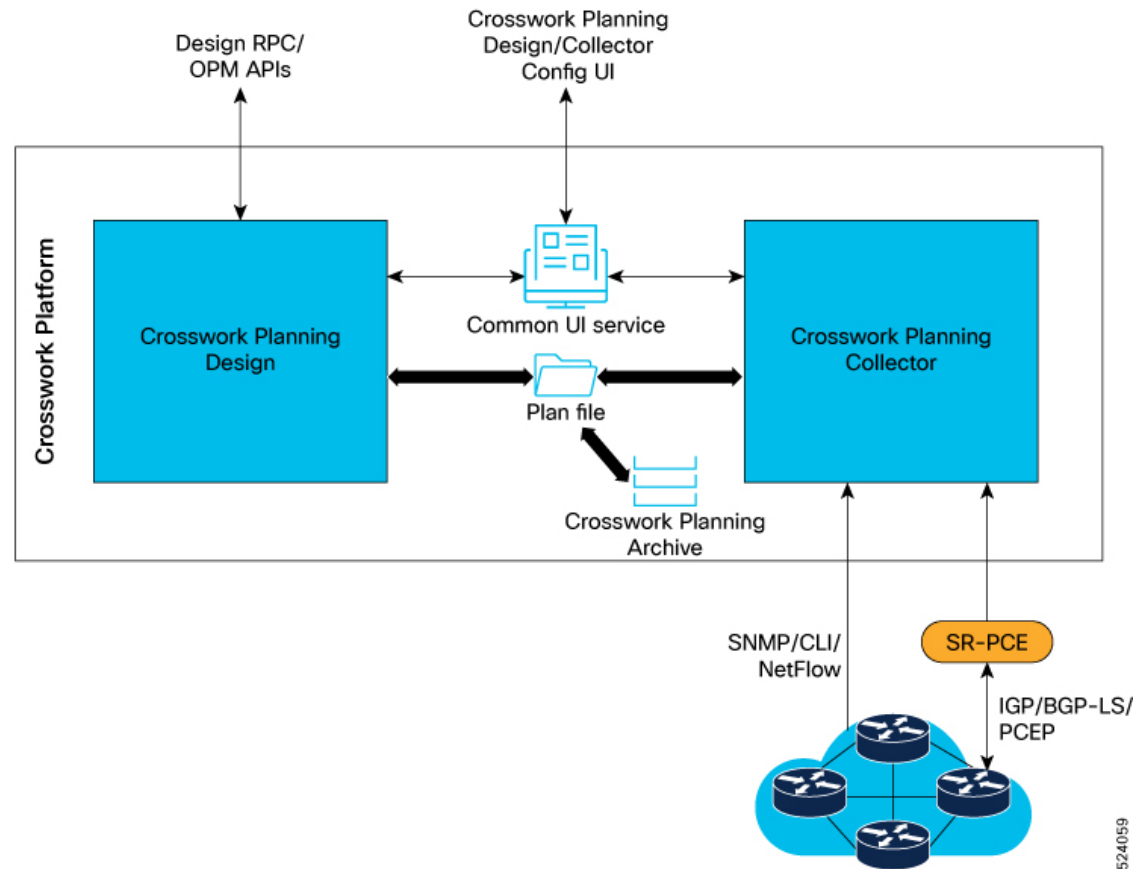 Design RPC/
OPM APIs
Crosswork Planning
Design/Collector
Config UI
Crosswork Platform
Crosswork Planning
Design
Common UI service
Plan file
Crosswork Planning
Archive
Crosswork Planning
Collector
SNMP/CLI/
NetFlow
SR-PCE
IGP/BGP-LS/
PCEP
524059